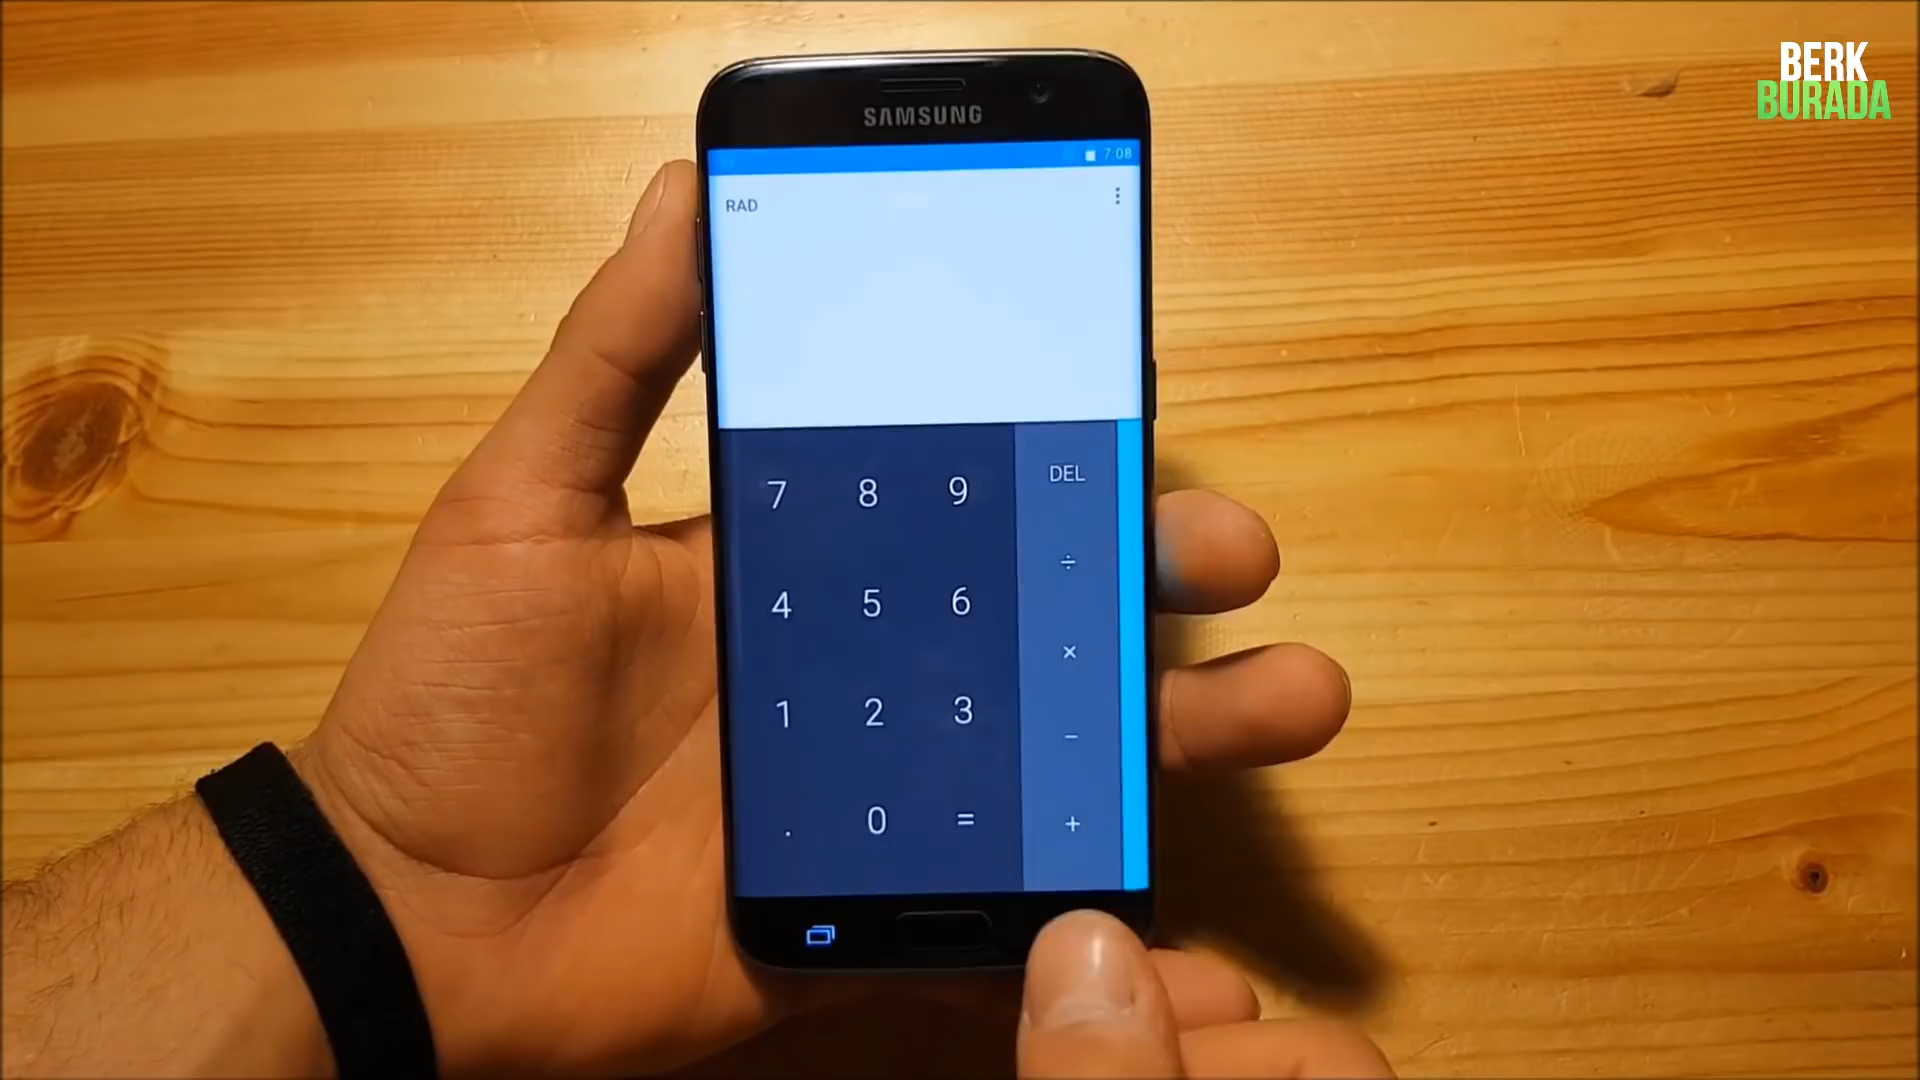 BERK
BURADA
SAMSUNG
7:08
RAD
7 8 9 DEL
÷
4 5 6
×
1 2 3
−
. 0 = +